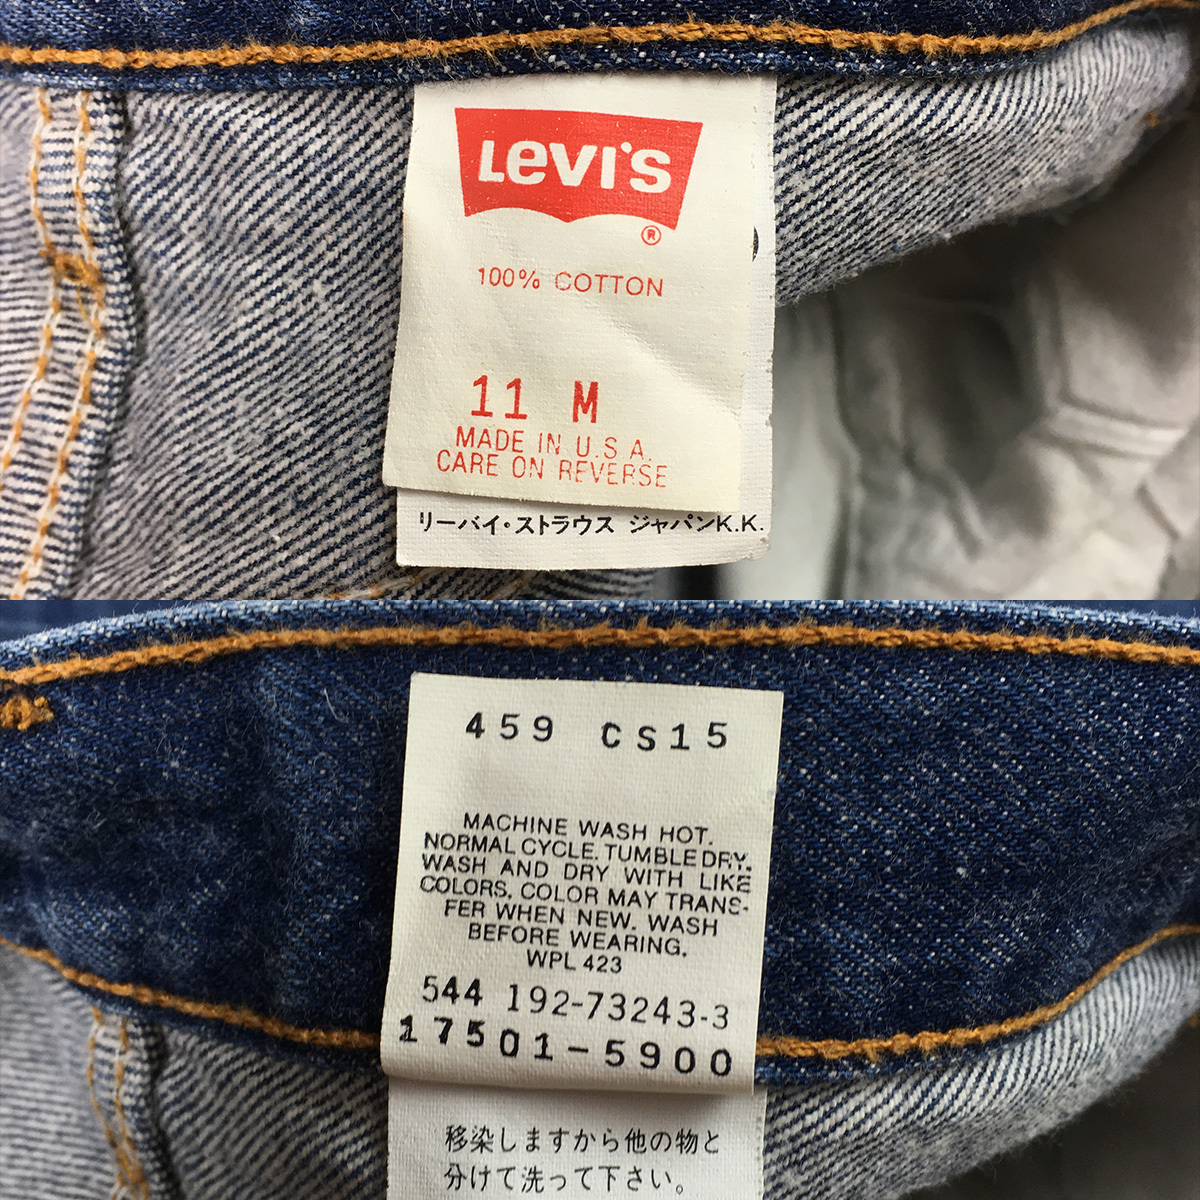 Levi's
®
100% COTTON
11 M
MADE IN U.S.A.
CARE ON REVERSE
リーバイ・ストラウス ジャパンK.K.
459 CS15
MACHINE WASH HOT.
NORMAL CYCLE. TUMBLE DRY.
WASH AND DRY WITH LIKE
COLORS. COLOR MAY TRANS-
FER WHEN NEW. WASH
BEFORE WEARING.
WPL 423
544 192-73243-3
17501-5900
移染しますから他の物と
分けて洗って下さい。